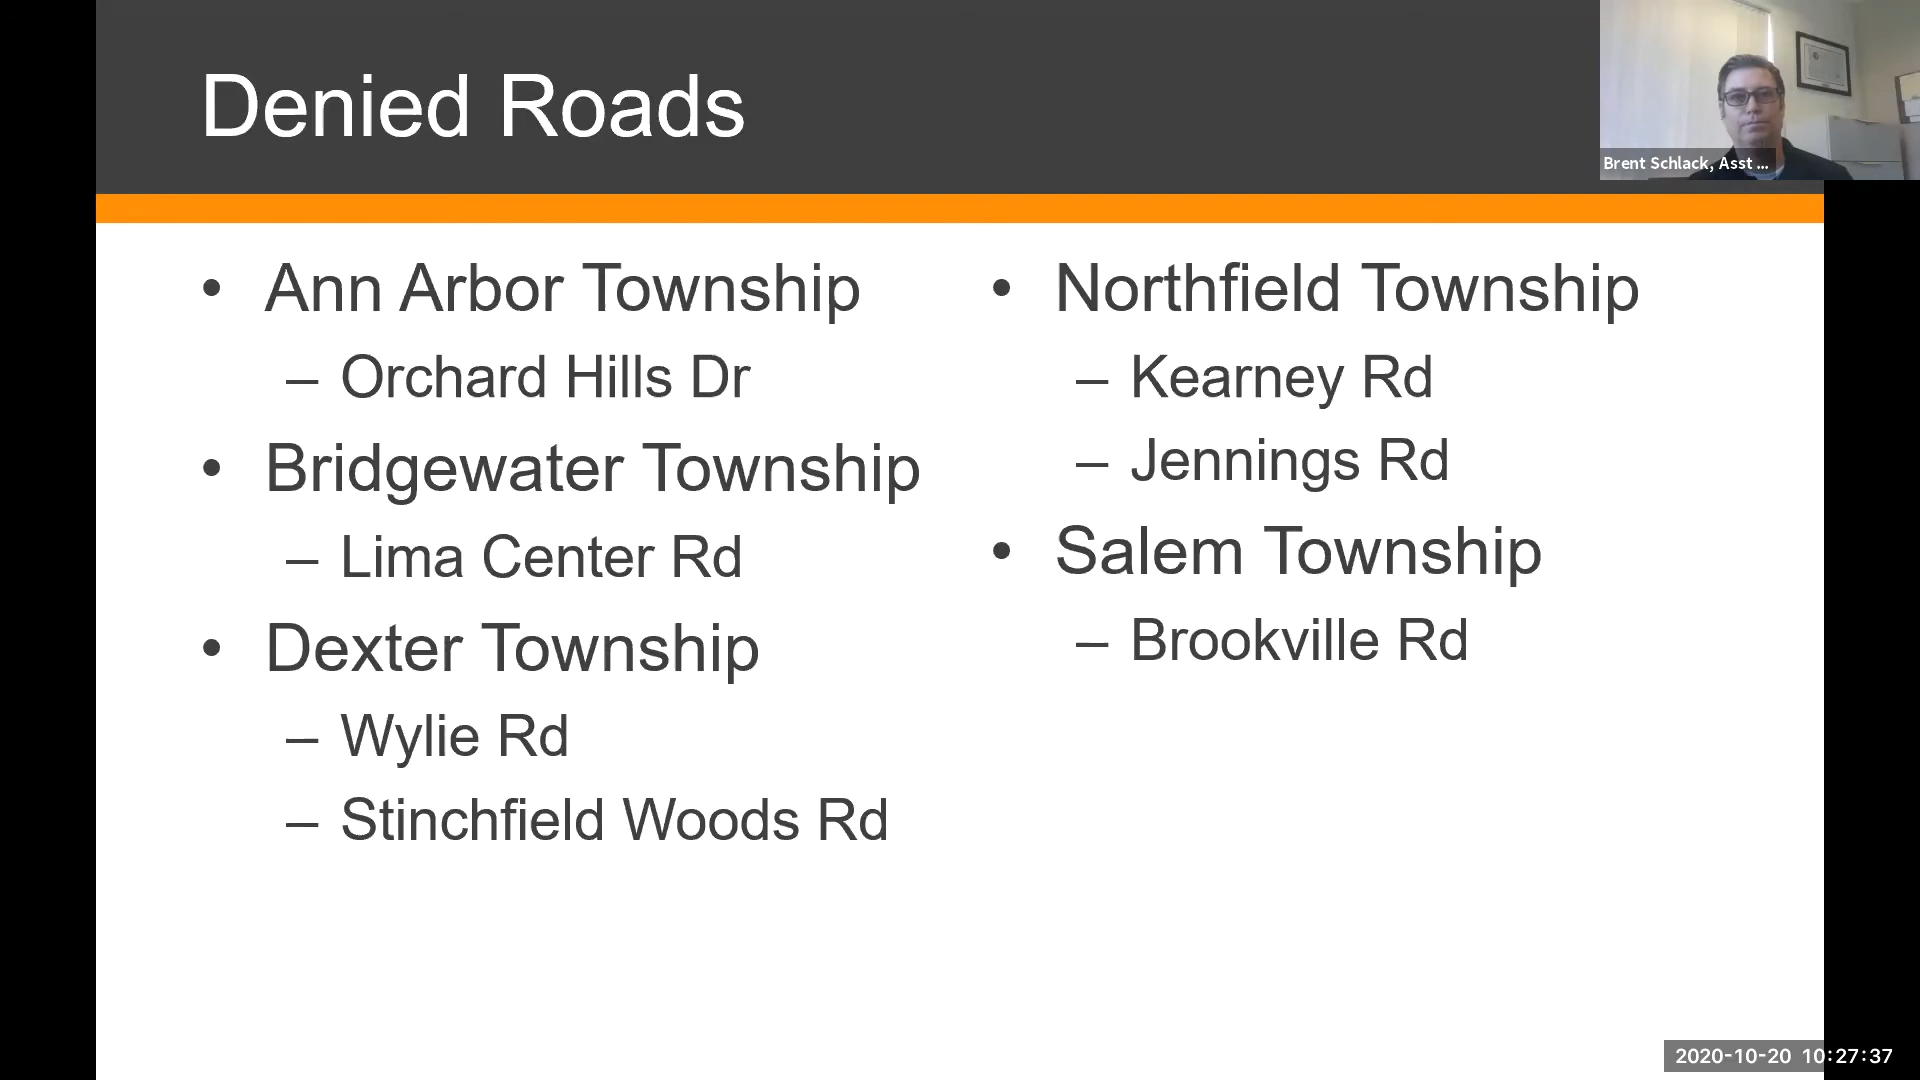 Denied Roads
Brent Schlack, Asst ...
• Ann Arbor Township
– Orchard Hills Dr
• Bridgewater Township
– Lima Center Rd
• Dexter Township
– Wylie Rd
– Stinchfield Woods Rd
• Northfield Township
– Kearney Rd
– Jennings Rd
• Salem Township
– Brookville Rd
2020-10-20 10:27:37